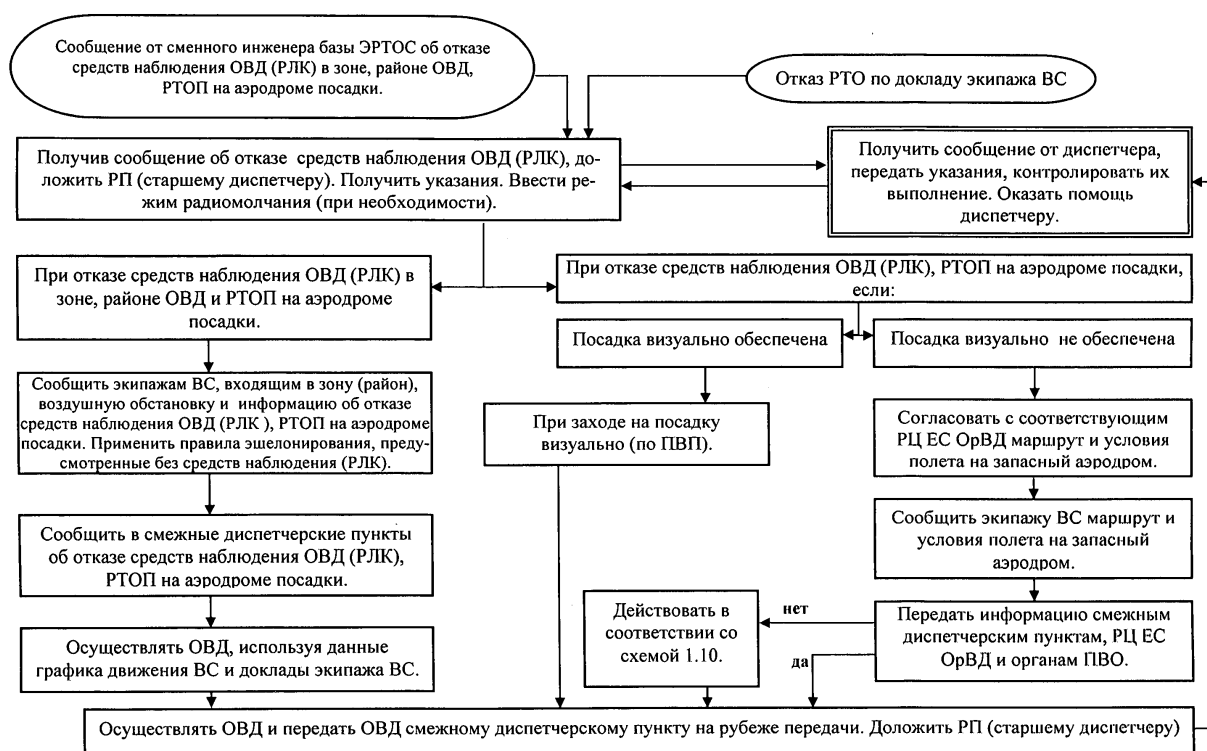 Сообщение от сменного инженера базы ЭРТОС об отказе
средств наблюдения ОВД (РЛК) в зоне, районе ОВД,
РТОП на аэродроме посадки.
Отказ РТО по докладу экипажа ВС
Получив сообщение об отказе средств наблюдения ОВД (РЛК), до-
ложить РП (старшему диспетчеру). Получить указания. Ввести ре-
жим радиомолчания (при необходимости).
Получить сообщение от диспетчера,
передать указания, контролировать их
выполнение. Оказать помощь
диспетчеру.
При отказе средств наблюдения ОВД (РЛК) в
зоне, районе ОВД и РТОП на аэродроме
посадки.
При отказе средств наблюдения ОВД (РЛК), РТОП на аэродроме посадки,
если:
Посадка визуально обеспечена
Посадка визуально не обеспечена
Сообщить экипажам ВС, входящим в зону (район),
воздушную обстановку и информацию об отказе
средств наблюдения ОВД (РЛК ), РТОП на аэродроме
посадки. Применить правила эшелонирования, преду-
смотренные без средств наблюдения (РЛК).
При заходе на посадку
визуально (по ПВП).
Согласовать с соответствующим
РЦ ЕС ОрВД маршрут и условия
полета на запасный аэродром.
Сообщить в смежные диспетчерские пункты
об отказе средств наблюдения ОВД (РЛК),
РТОП на аэродроме посадки.
Сообщить экипажу ВС маршрут и
условия полета на запасный
аэродром.
Осуществлять ОВД, используя данные
графика движения ВС и доклады экипажа ВС.
Действовать в
соответствии со
схемой 1.10.
нет
да
Передать информацию смежным
диспетчерским пунктам, РЦ ЕС
ОрВД и органам ПВО.
Осуществлять ОВД и передать ОВД смежному диспетчерскому пункту на рубеже передачи. Доложить РП (старшему диспетчеру)